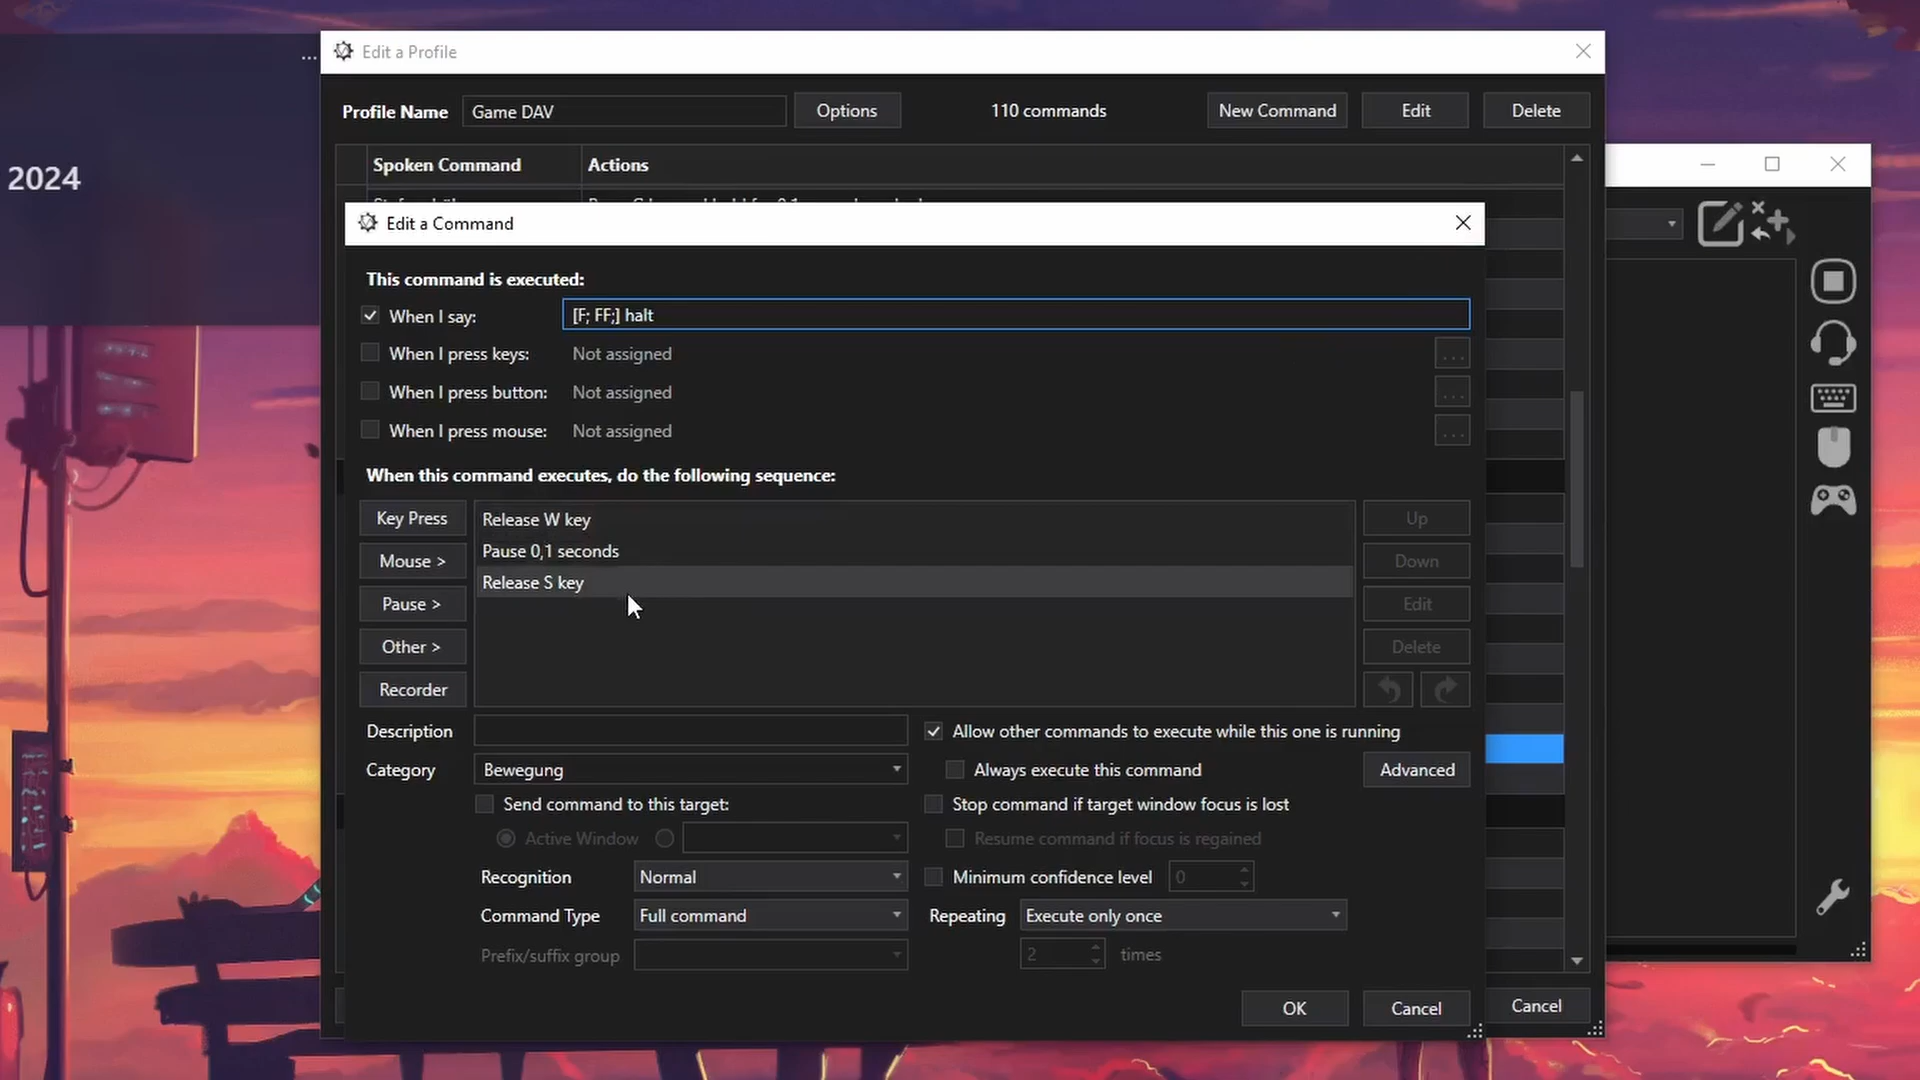 Edit a Profile
...
Profile Name Game DAV Options 110 commands New Command Edit Delete
2024
Spoken Command Actions
Edit a Command
This command is executed:
When I say: [F; FF;] halt
When I press keys: Not assigned ...
When I press button: Not assigned ...
When I press mouse: Not assigned ...
When this command executes, do the following sequence:
Key Press Release W key Up
Pause 0,1 seconds
Mouse > Down
Release S key
Pause > Edit
Other > Delete
Recorder
Description Allow other commands to execute while this one is running
Category Bewegung Always execute this command Advanced
Send command to this target: Stop command if target window focus is lost
Active Window Resume command if focus is regained
Recognition Normal Minimum confidence level 0
Command Type Full command Repeating Execute only once
Prefix/suffix group 2 times
OK Cancel Cancel